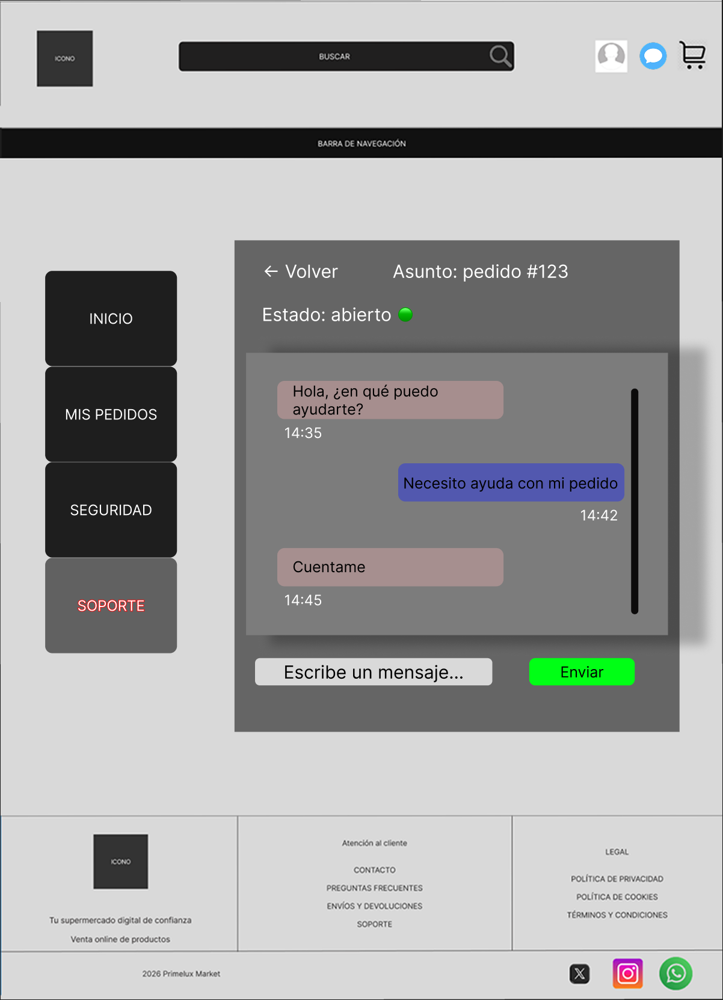 ICONO
BUSCAR
BARRA DE NAVEGACIÓN
← Volver
Asunto: pedido #123
Estado: abierto
INICIO
MIS PEDIDOS
SEGURIDAD
SOPORTE
Hola, ¿en qué puedo
ayudarte?
14:35
Necesito ayuda con mi pedido
14:42
Cuentame
14:45
Escribe un mensaje...
Enviar
ICONO
Tu supermercado digital de confianza
Venta online de productos
Atención al cliente
CONTACTO
PREGUNTAS FRECUENTES
ENVÍOS Y DEVOLUCIONES
SOPORTE
LEGAL
POLÍTICA DE PRIVACIDAD
POLÍTICA DE COOKIES
TÉRMINOS Y CONDICIONES
2026 Primelux Market